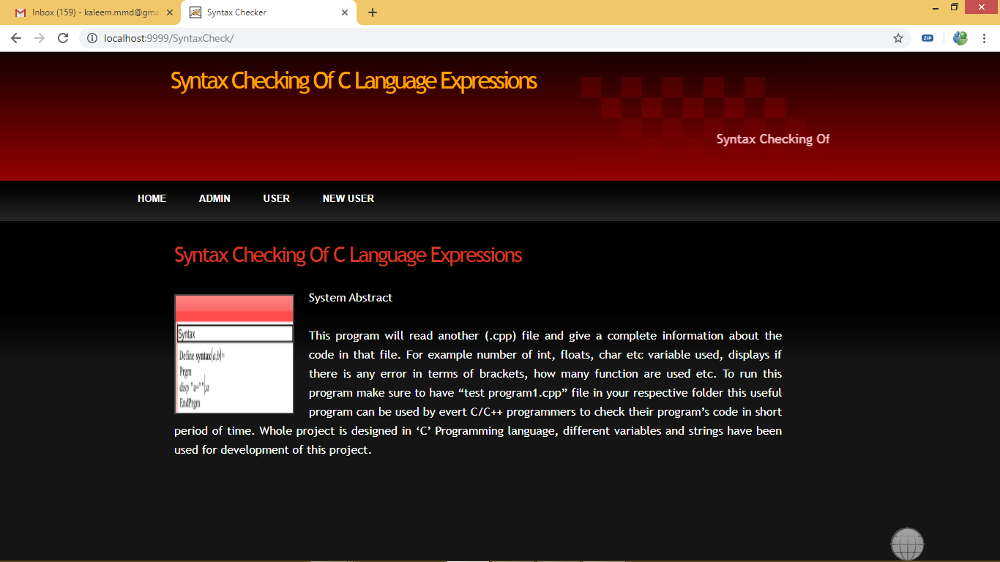 Inbox (159) - kaleem.mmd@gma
Syntax Checker
localhost:9999/SyntaxCheck/
ZIP
Syntax Checking Of C Language Expressions
Syntax Checking Of
HOME ADMIN USER NEW USER
Syntax Checking Of C Language Expressions
Syntax
Define syntax(a,b)=
Prgm
disp "a="",a
EndPrgm
System Abstract
This program will read another (.cpp) file and give a complete information about the
code in that file. For example number of int, floats, char etc variable used, displays if
there is any error in terms of brackets, how many function are used etc. To run this
program make sure to have “test program1.cpp” file in your respective folder this useful
program can be used by evert C/C++ programmers to check their program’s code in short
period of time. Whole project is designed in ‘C’ Programming language, different variables and strings have been
used for development of this project.